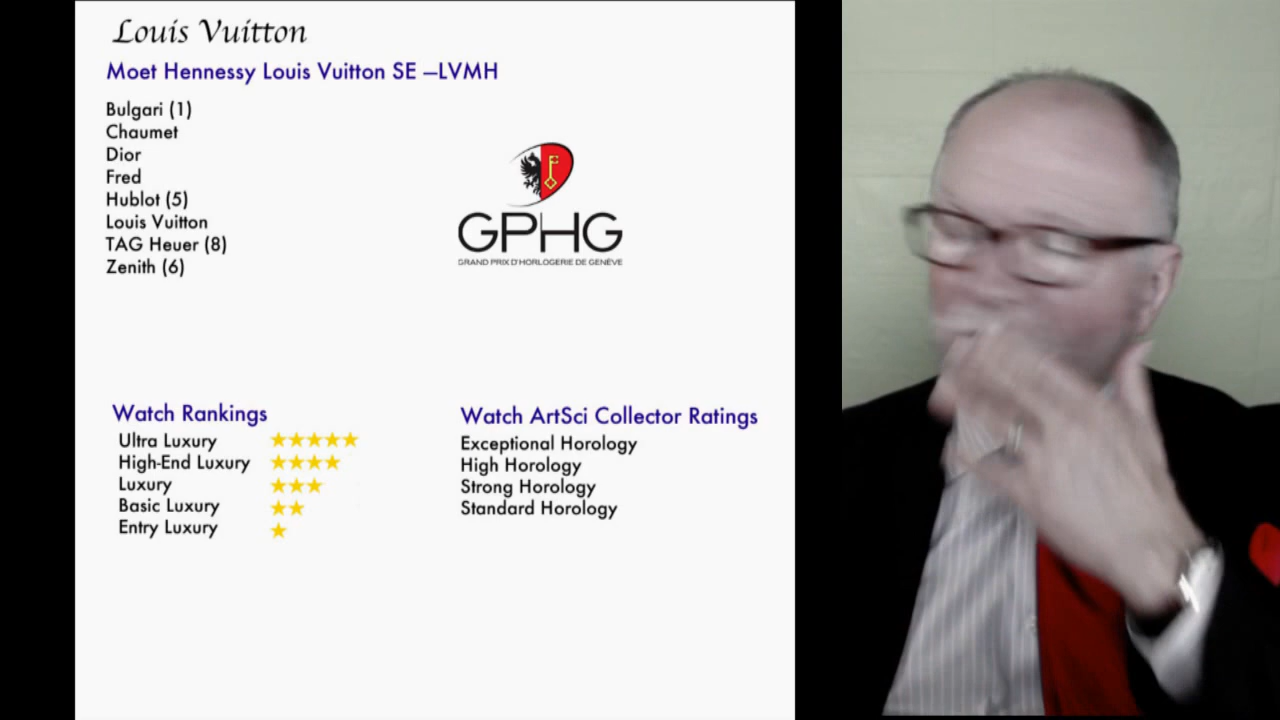 Louis Vuitton
Moet Hennessy Louis Vuitton SE —LVMH
Bulgari (1)
Chaumet
Dior
Fred
Hublot (5)
Louis Vuitton
TAG Heuer (8)
Zenith (6)
GPHG
GRAND PRIX D'HORLOGERIE DE GENÈVE
Watch Rankings
Ultra Luxury
High-End Luxury
Luxury
Basic Luxury
Entry Luxury
Watch ArtSci Collector Ratings
Exceptional Horology
High Horology
Strong Horology
Standard Horology